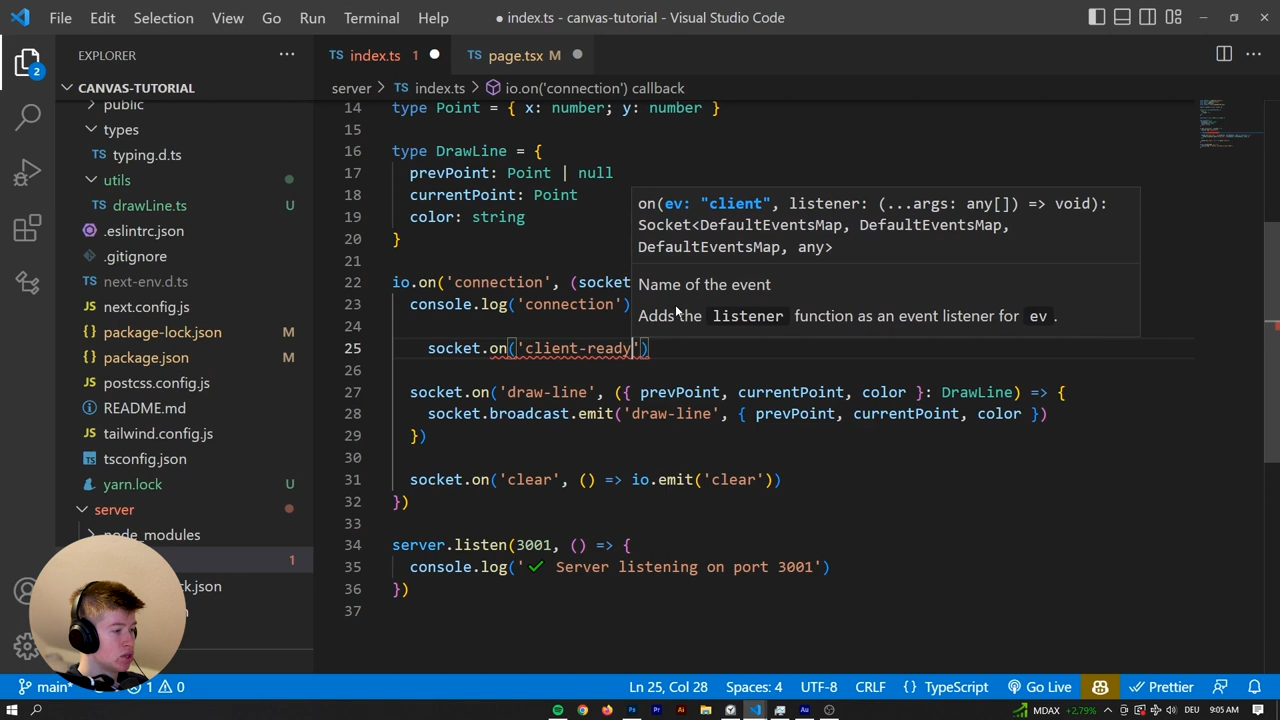 File Edit Selection View Go Run Terminal Help
● index.ts - canvas-tutorial - Visual Studio Code
EXPLORER
TS index.ts 1
TS page.tsx M
CANVAS-TUTORIAL
server > TS index.ts > io.on('connection') callback
public
types
TS typing.d.ts
utils
TS drawLine.ts U
.eslintrc.json
.gitignore
next-env.d.ts
next.config.js
package-lock.json M
package.json M
postcss.config.js
README.md
tailwind.config.js
tsconfig.json
yarn.lock U
server
node_modules
1
ck.json
2
14 type Point = { x: number; y: number }
15
16 type DrawLine = {
17 prevPoint: Point | null
18 currentPoint: Point
19 color: string
20 }
21
22 io.on('connection', (socket
23 console.log('connection')
24
25 socket.on('client-ready')
26
27 socket.on('draw-line', ({ prevPoint, currentPoint, color }: DrawLine) => {
28 socket.broadcast.emit('draw-line', { prevPoint, currentPoint, color })
29 })
30
31 socket.on('clear', () => io.emit('clear'))
32 })
33
34 server.listen(3001, () => {
35 console.log('✔ Server listening on port 3001')
36 })
37
on(ev: "client", listener: (...args: any[]) => void):
Socket<DefaultEventsMap, DefaultEventsMap,
DefaultEventsMap, any>
Name of the event
Adds the listener function as an event listener for ev.
main* 1 0
Ln 25, Col 28 Spaces: 4 UTF-8 CRLF {} TypeScript Go Live Prettier
MDAX +2,79% DEU 9:05 AM